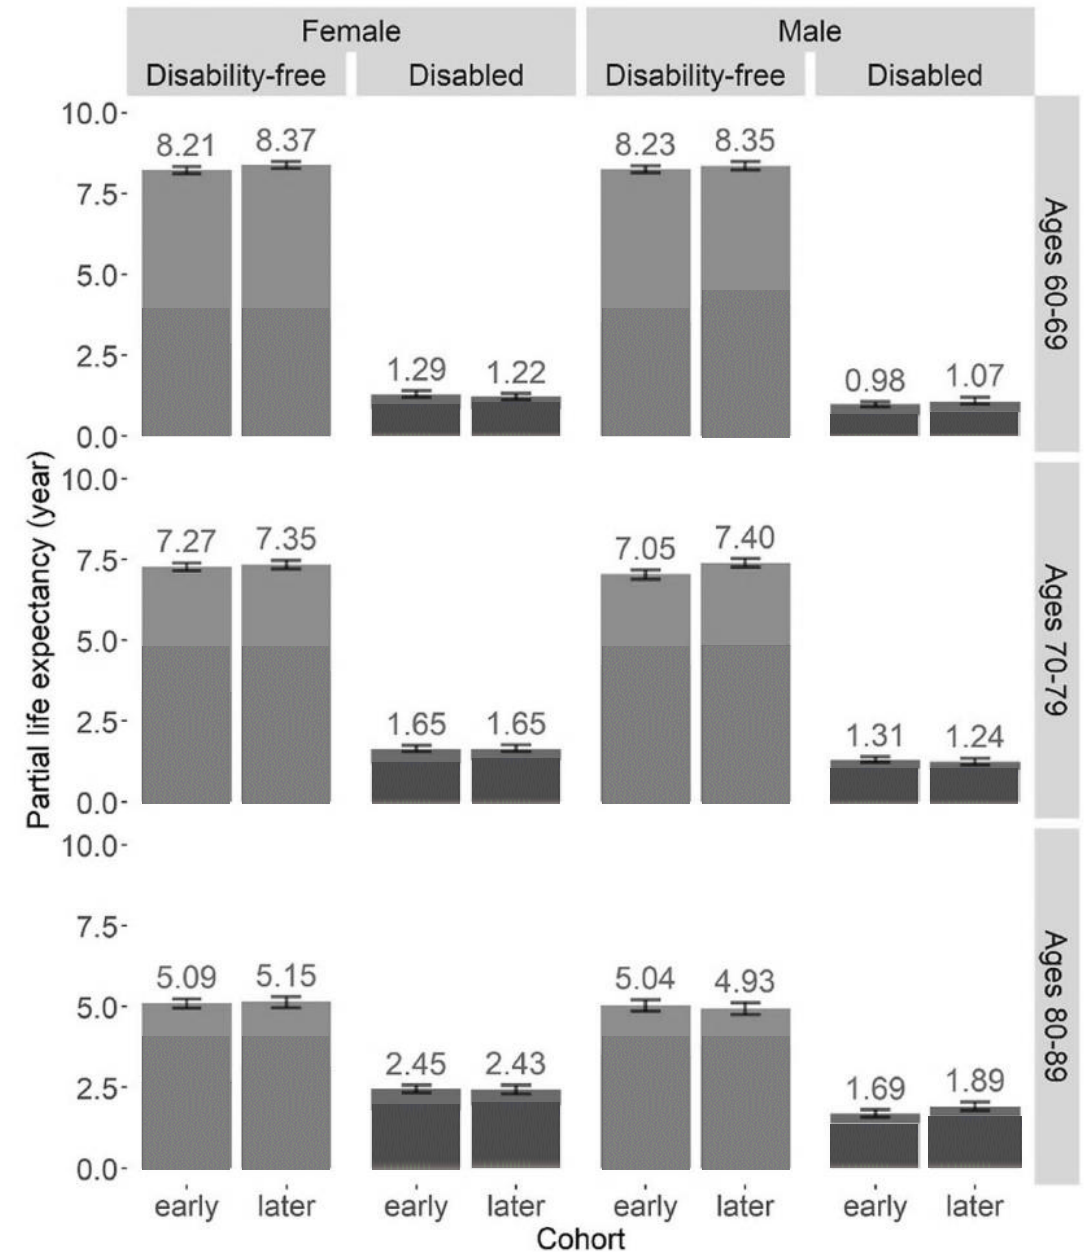 Female Male
Disability-free Disabled Disability-free Disabled
10.0
8.21 8.37 8.23 8.35
7.5
5.0
2.5
1.29 1.22 0.98 1.07
0.0
Ages 60-69
Partial life expectancy (year)
10.0
7.27 7.35 7.05 7.40
7.5
5.0
2.5
1.65 1.65 1.31 1.24
0.0
Ages 70-79
10.0
7.5
5.09 5.15 5.04 4.93
5.0
2.5
2.45 2.43 1.69 1.89
0.0
Ages 80-89
early later early later early later early later
Cohort